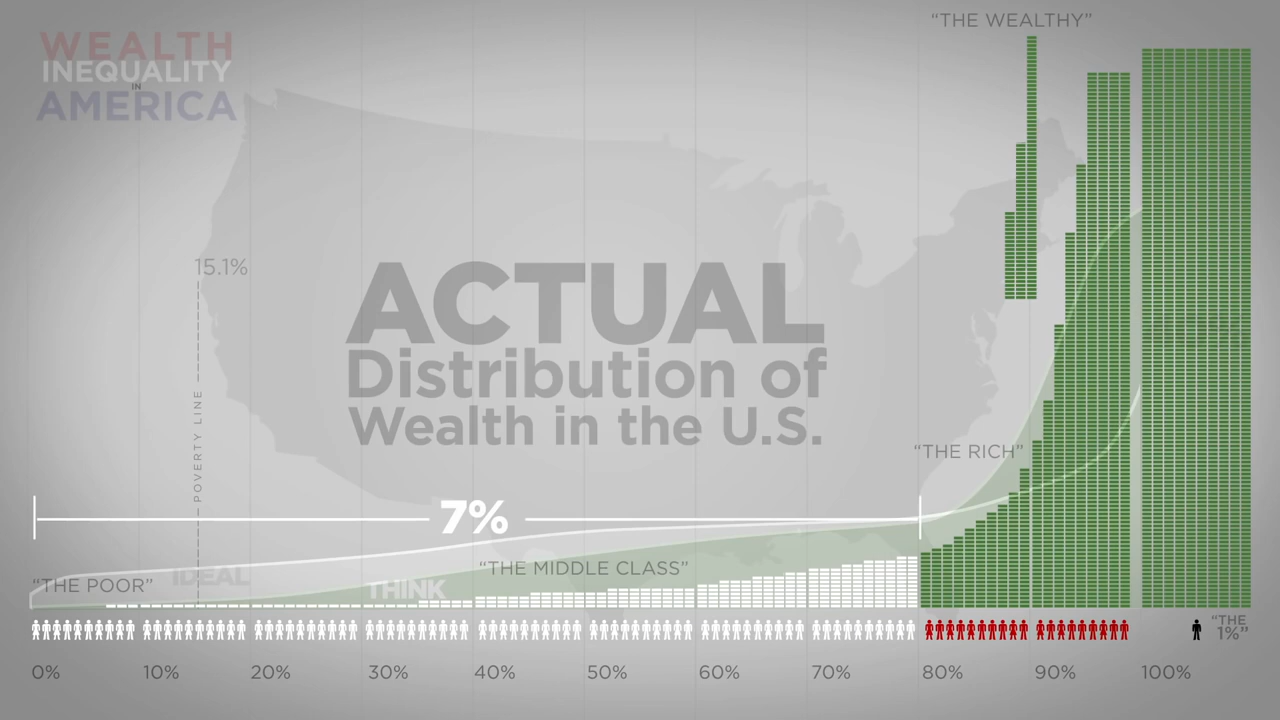 WEALTH
INEQUALITY
IN
AMERICA
“THE WEALTHY”
15.1%
POVERTY LINE
ACTUAL
Distribution of
Wealth in the U.S.
“THE RICH”
7%
“THE POOR”
IDEAL
THINK
“THE MIDDLE CLASS”
“THE
1%”
0% 10% 20% 30% 40% 50% 60% 70% 80% 90% 100%